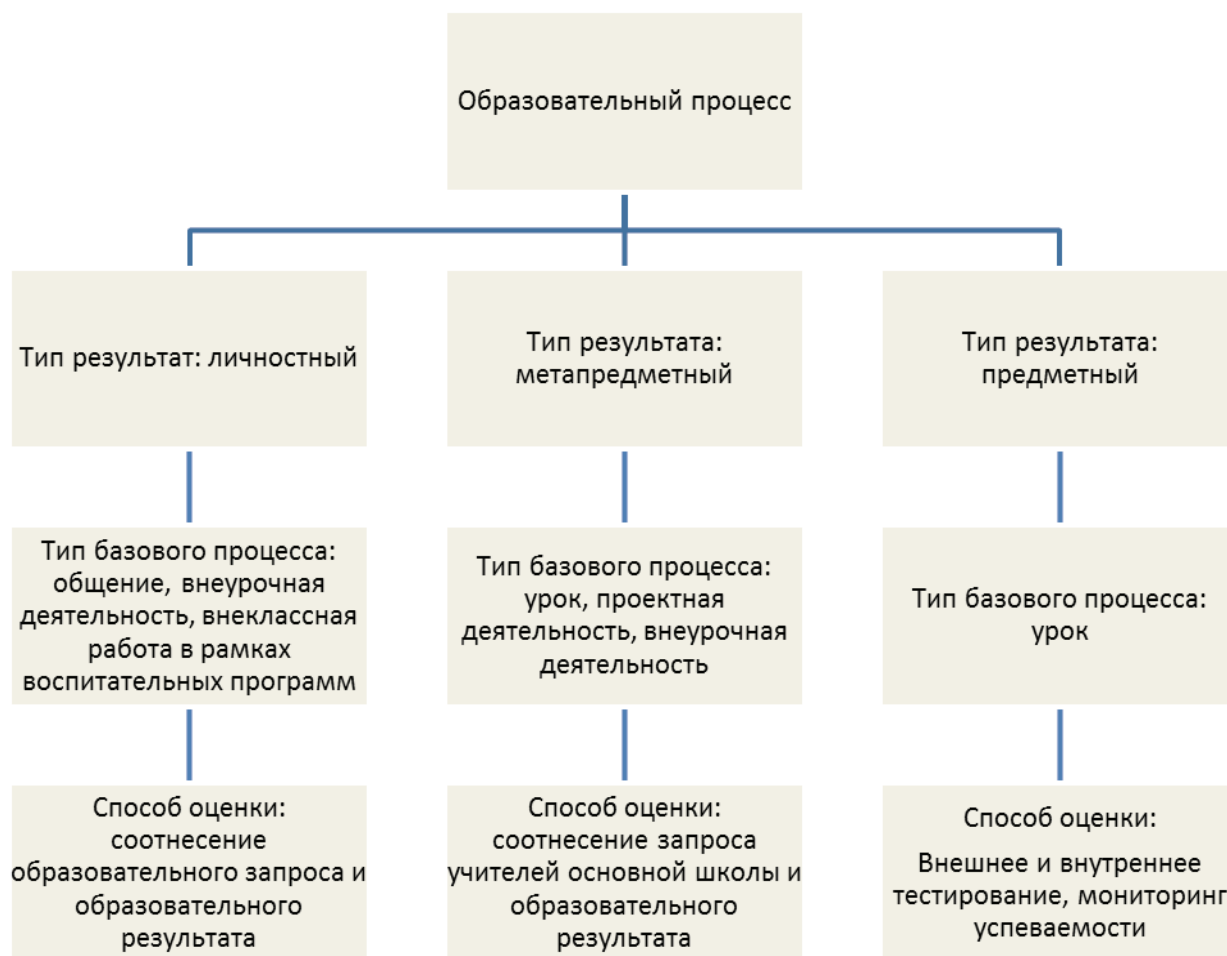 Образовательный процесс
Тип результат: личностный
Тип результата:
метапредметный
Тип результата:
предметный
Тип базового процесса:
общение, внеурочная
деятельность, внеклассная
работа в рамках
воспитательных программ
Тип базового процесса:
урок, проектная
деятельность, внеурочная
деятельность
Тип базового процесса:
урок
Способ оценки:
соотнесение
образовательного запроса и
образовательного
результата
Способ оценки:
соотнесение запроса
учителей основной школы и
образовательного
результата
Способ оценки:
Внешнее и внутреннее
тестирование, мониторинг
успеваемости